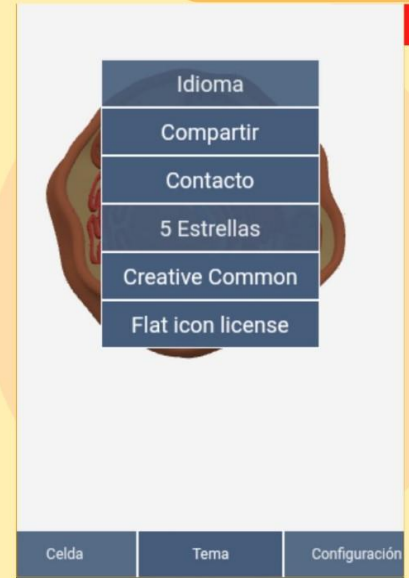 Idioma
Compartir
Contacto
5 Estrellas
Creative Common
Flat icon license
Celda Tema Configuración